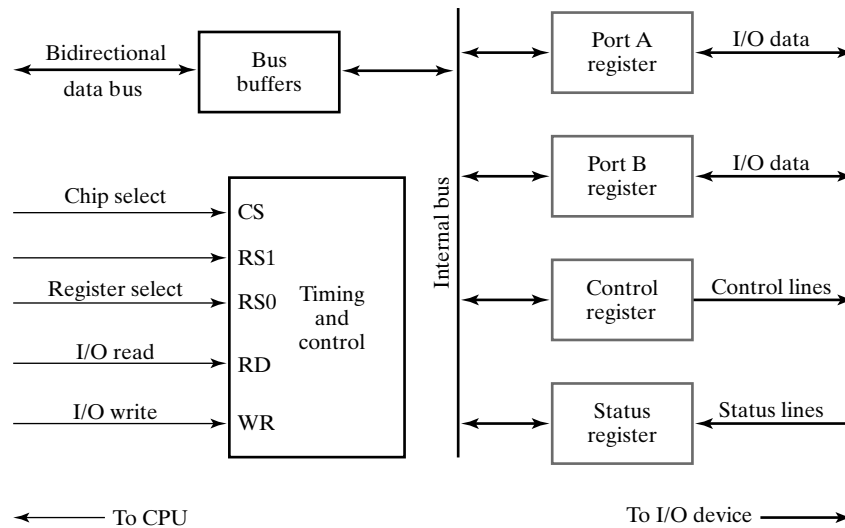 Bidirectional
data bus
Bus
buffers
Internal bus
Port A
register
I/O data
Port B
register
I/O data
Chip select
CS
RS1
Register select
RS0
I/O read
RD
I/O write
WR
Timing
and
control
Control
register
Control lines
Status
register
Status lines
To CPU
To I/O device